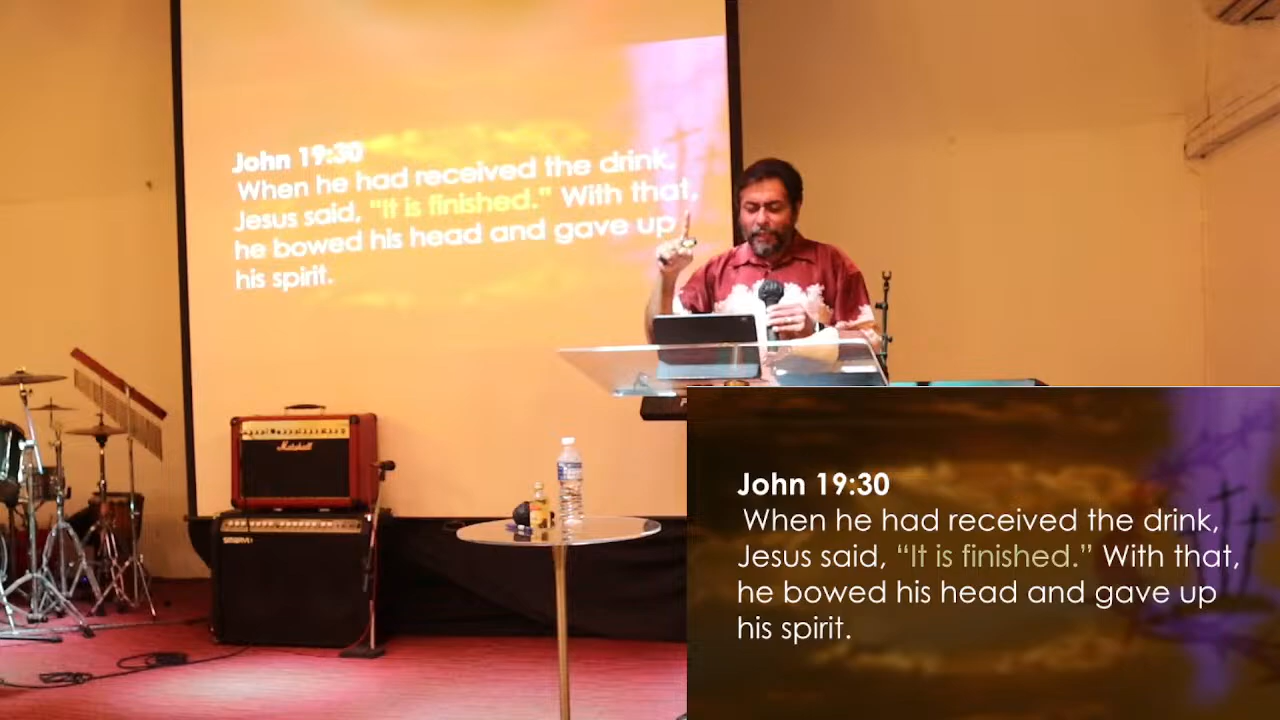 John 19:30
When he had received the drink,
Jesus said, “It is finished.” With that,
he bowed his head and gave up
his spirit.
Marshall
John 19:30
When he had received the drink,
Jesus said, “It is finished.” With that,
he bowed his head and gave up
his spirit.